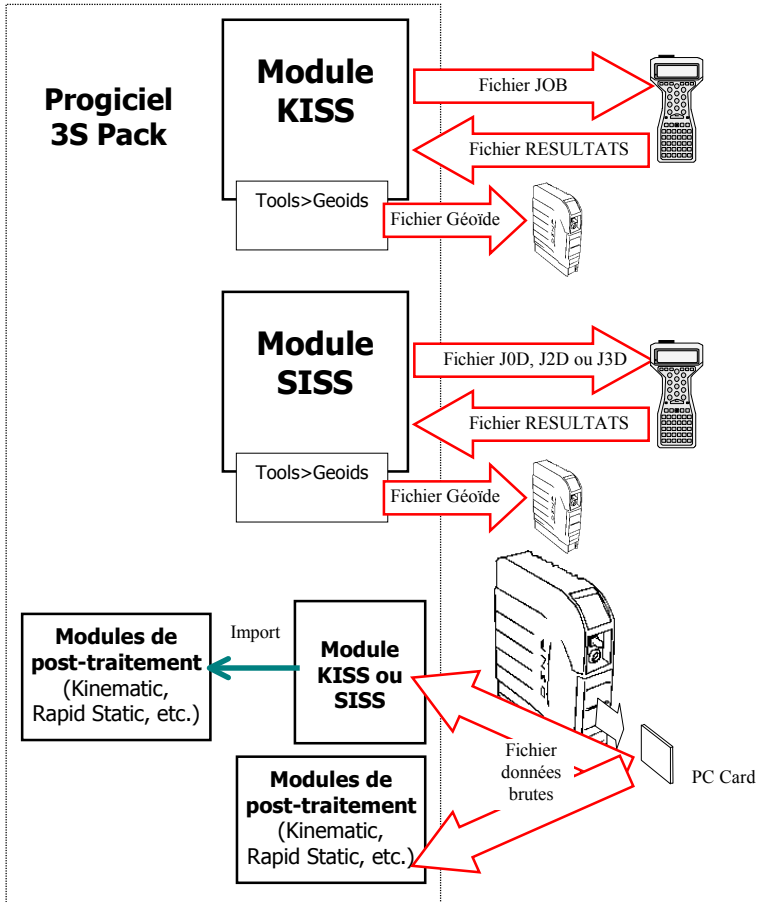 Progiciel
3S Pack
Module
KISS
Fichier JOB
Fichier RESULTATS
Tools>Geoids
Fichier Géoïde
Module
SISS
Fichier J0D, J2D ou J3D
Fichier RESULTATS
Tools>Geoids
Fichier Géoïde
DSNP
Modules de
post-traitement
(Kinematic,
Rapid Static, etc.)
Import
Module
KISS ou
SISS
Fichier
données
brutes
PC Card
Modules de
post-traitement
(Kinematic,
Rapid Static, etc.)